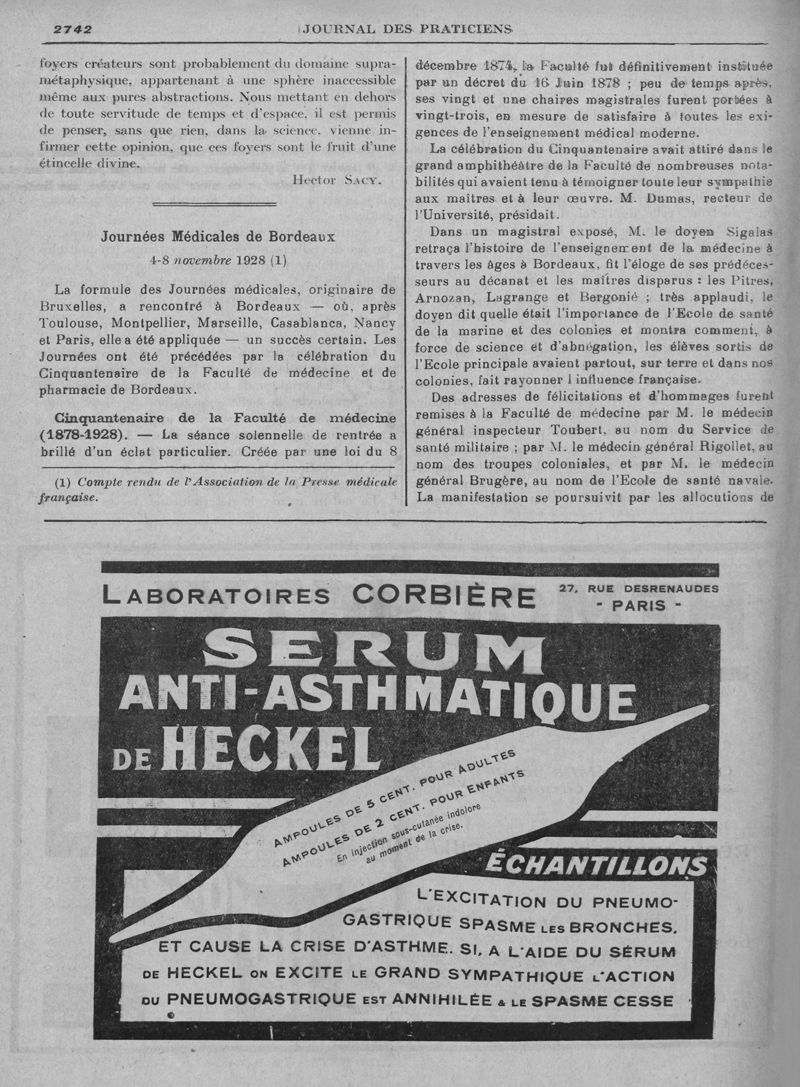 2742
JOURNAL DES PRATICIENS
foyers créateurs sont probablement du domaine supra-
métaphysique, appartenant à une sphère inaccessible
même aux pures abstractions. Nous mettant en dehors
de toute servitude de temps et d'espace, il est permis
de penser, sans que rien, dans la science, vienne in-
firmer cette opinion, que ces foyers sont le fruit d'une
étincelle divine.
Hector SACY.
Journées Médicales de Bordeaux
4-8 novembre 1928 (1)
La formule des Journées médicales, originaire de
Bruxelles, a rencontré à Bordeaux — où, après
Toulouse, Montpellier, Marseille, Casablanca, Nancy
et Paris, elle a été appliquée — un succès certain. Les
Journées ont été précédées par la célébration du
Cinquantenaire de la Faculté de médecine et de
pharmacie de Bordeaux.
Cinquantenaire de la Faculté de médecine
(1878-1928). — La séance solennelle de rentrée a
brillé d'un éclat particulier. Créée par une loi du 8
(1) Compte rendu de l'Association de la Presse médicale
française.
décembre 1874, la Faculté fut définitivement instituée
par un décret du 16 Juin 1878 ; peu de temps après,
ses vingt et une chaires magistrales furent portées à
vingt-trois, en mesure de satisfaire à toutes les exi-
gences de l'enseignement médical moderne.
La célébration du Cinquantenaire avait attiré dans le
grand amphithéâtre de la Faculté de nombreuses nota-
bilités qui avaient tenu à témoigner toute leur sympathie
aux maîtres et à leur œuvre. M. Dumas, recteur de
l'Université, présidait.
Dans un magistral exposé, M. le doyen Sigalas
retraça l'histoire de l'enseignement de la médecine à
travers les âges à Bordeaux, fit l'éloge de ses prédéces-
seurs au décanat et les maîtres disparus : les Pitres,
Arnozan, Lagrange et Bergonié ; très applaudi, le
doyen dit quelle était l'importance de l'Ecole de santé
de la marine et des colonies et montra comment, à
force de science et d'abnégation, les élèves sortis de
l'Ecole principale avaient partout, sur terre et dans nos
colonies, fait rayonner l influence française.
Des adresses de félicitations et d'hommages furent
remises à la Faculté de médecine par M. le médecin
général inspecteur Toubert, au nom du Service de
santé militaire ; par M. le médecin général Rigollet, au
nom des troupes coloniales, et par M. le médecin
général Brugère, au nom de l'Ecole de santé navale.
La manifestation se poursuivit par les allocutions de
LABORATOIRES CORBIÈRE
27, RUE DESRENAUDES
- PARIS -
SERUM
ANTI-ASTHMATIQUE
DE HECKEL
AMPOULES DE 5 CENT. POUR ADULTES
AMPOULES DE 2 CENT. POUR ENFANTS
En injection sous-cutanée indolore
au moment de la crise.
ÉCHANTILLONS
L'EXCITATION DU PNEUMO-
GASTRIQUE SPASME LES BRONCHES,
ET CAUSE LA CRISE D'ASTHME. SI, A L'AIDE DU SÉRUM
DE HECKEL ON EXCITE LE GRAND SYMPATHIQUE L'ACTION
DU PNEUMOGASTRIQUE EST ANNIHILÉE & LE SPASME CESSE